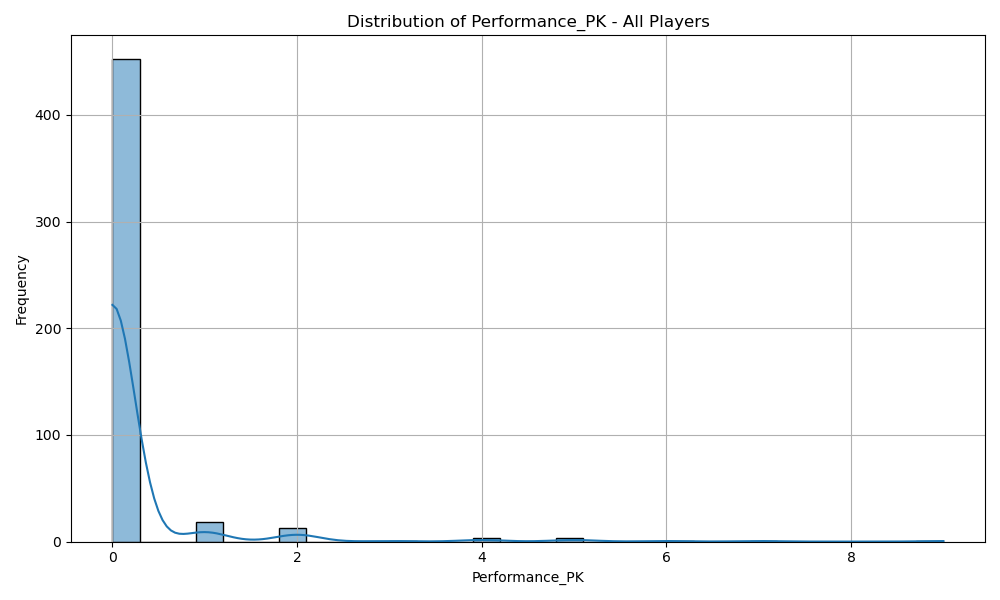 Distribution of Performance_PK - All Players
Frequency
400
300
200
100
0
0 2 4 6 8
Performance_PK